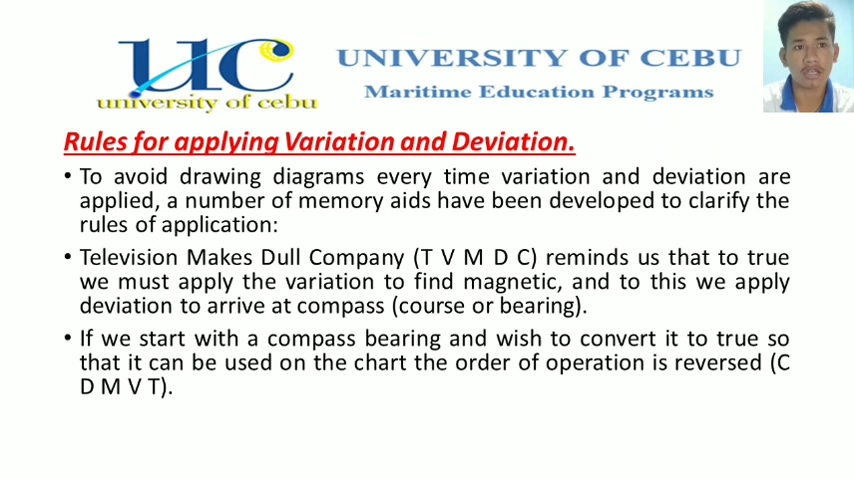 UC
university of cebu
UNIVERSITY OF CEBU
Maritime Education Programs
Rules for applying Variation and Deviation.
• To avoid drawing diagrams every time variation and deviation are
applied, a number of memory aids have been developed to clarify the
rules of application:
• Television Makes Dull Company (T V M D C) reminds us that to true
we must apply the variation to find magnetic, and to this we apply
deviation to arrive at compass (course or bearing).
• If we start with a compass bearing and wish to convert it to true so
that it can be used on the chart the order of operation is reversed (C
D M V T).